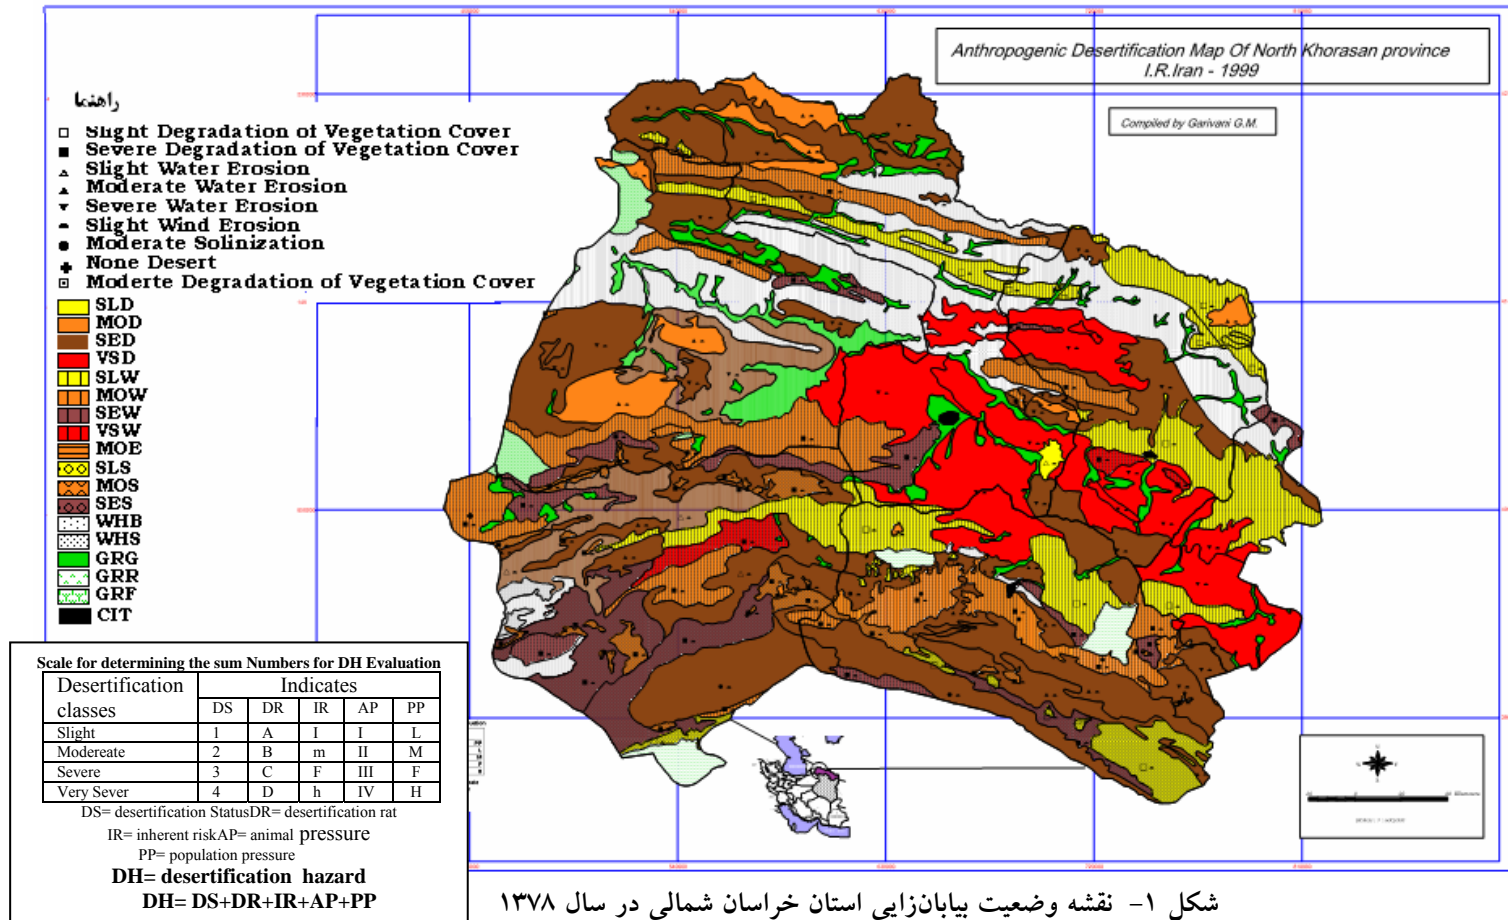 Anthropogenic Desertification Map Of North Khorasan province
I.R.Iran - 1999
Compiled by Garivani G.M.
راهنما
Slight Degradation of Vegetation Cover
Severe Degradation of Vegetation Cover
Slight Water Erosion
Moderate Water Erosion
Severe Water Erosion
Slight Wind Erosion
Moderate Solinization
None Desert
Moderte Degradation of Vegetation Cover
SLD
MOD
SED
VSD
SLW
MOW
SEW
VSW
MOE
SLS
MOS
SES
WHB
WHS
GRG
GRR
GRF
CIT
Scale for determining the sum Numbers for DH Evaluation
Desertification classes Indicates
DS DR IR AP PP
Slight 1 A I I L
Modereate 2 B m II M
Severe 3 C F III F
Very Sever 4 D h IV H
DS= desertification StatusDR= desertification rat
IR= inherent riskAP= animal pressure
PP= population pressure
DH= desertification hazard
DH= DS+DR+IR+AP+PP
شکل ۱- نقشه وضعیت بیابان‌زایی استان خراسان شمالی در سال ۱۳۷۸